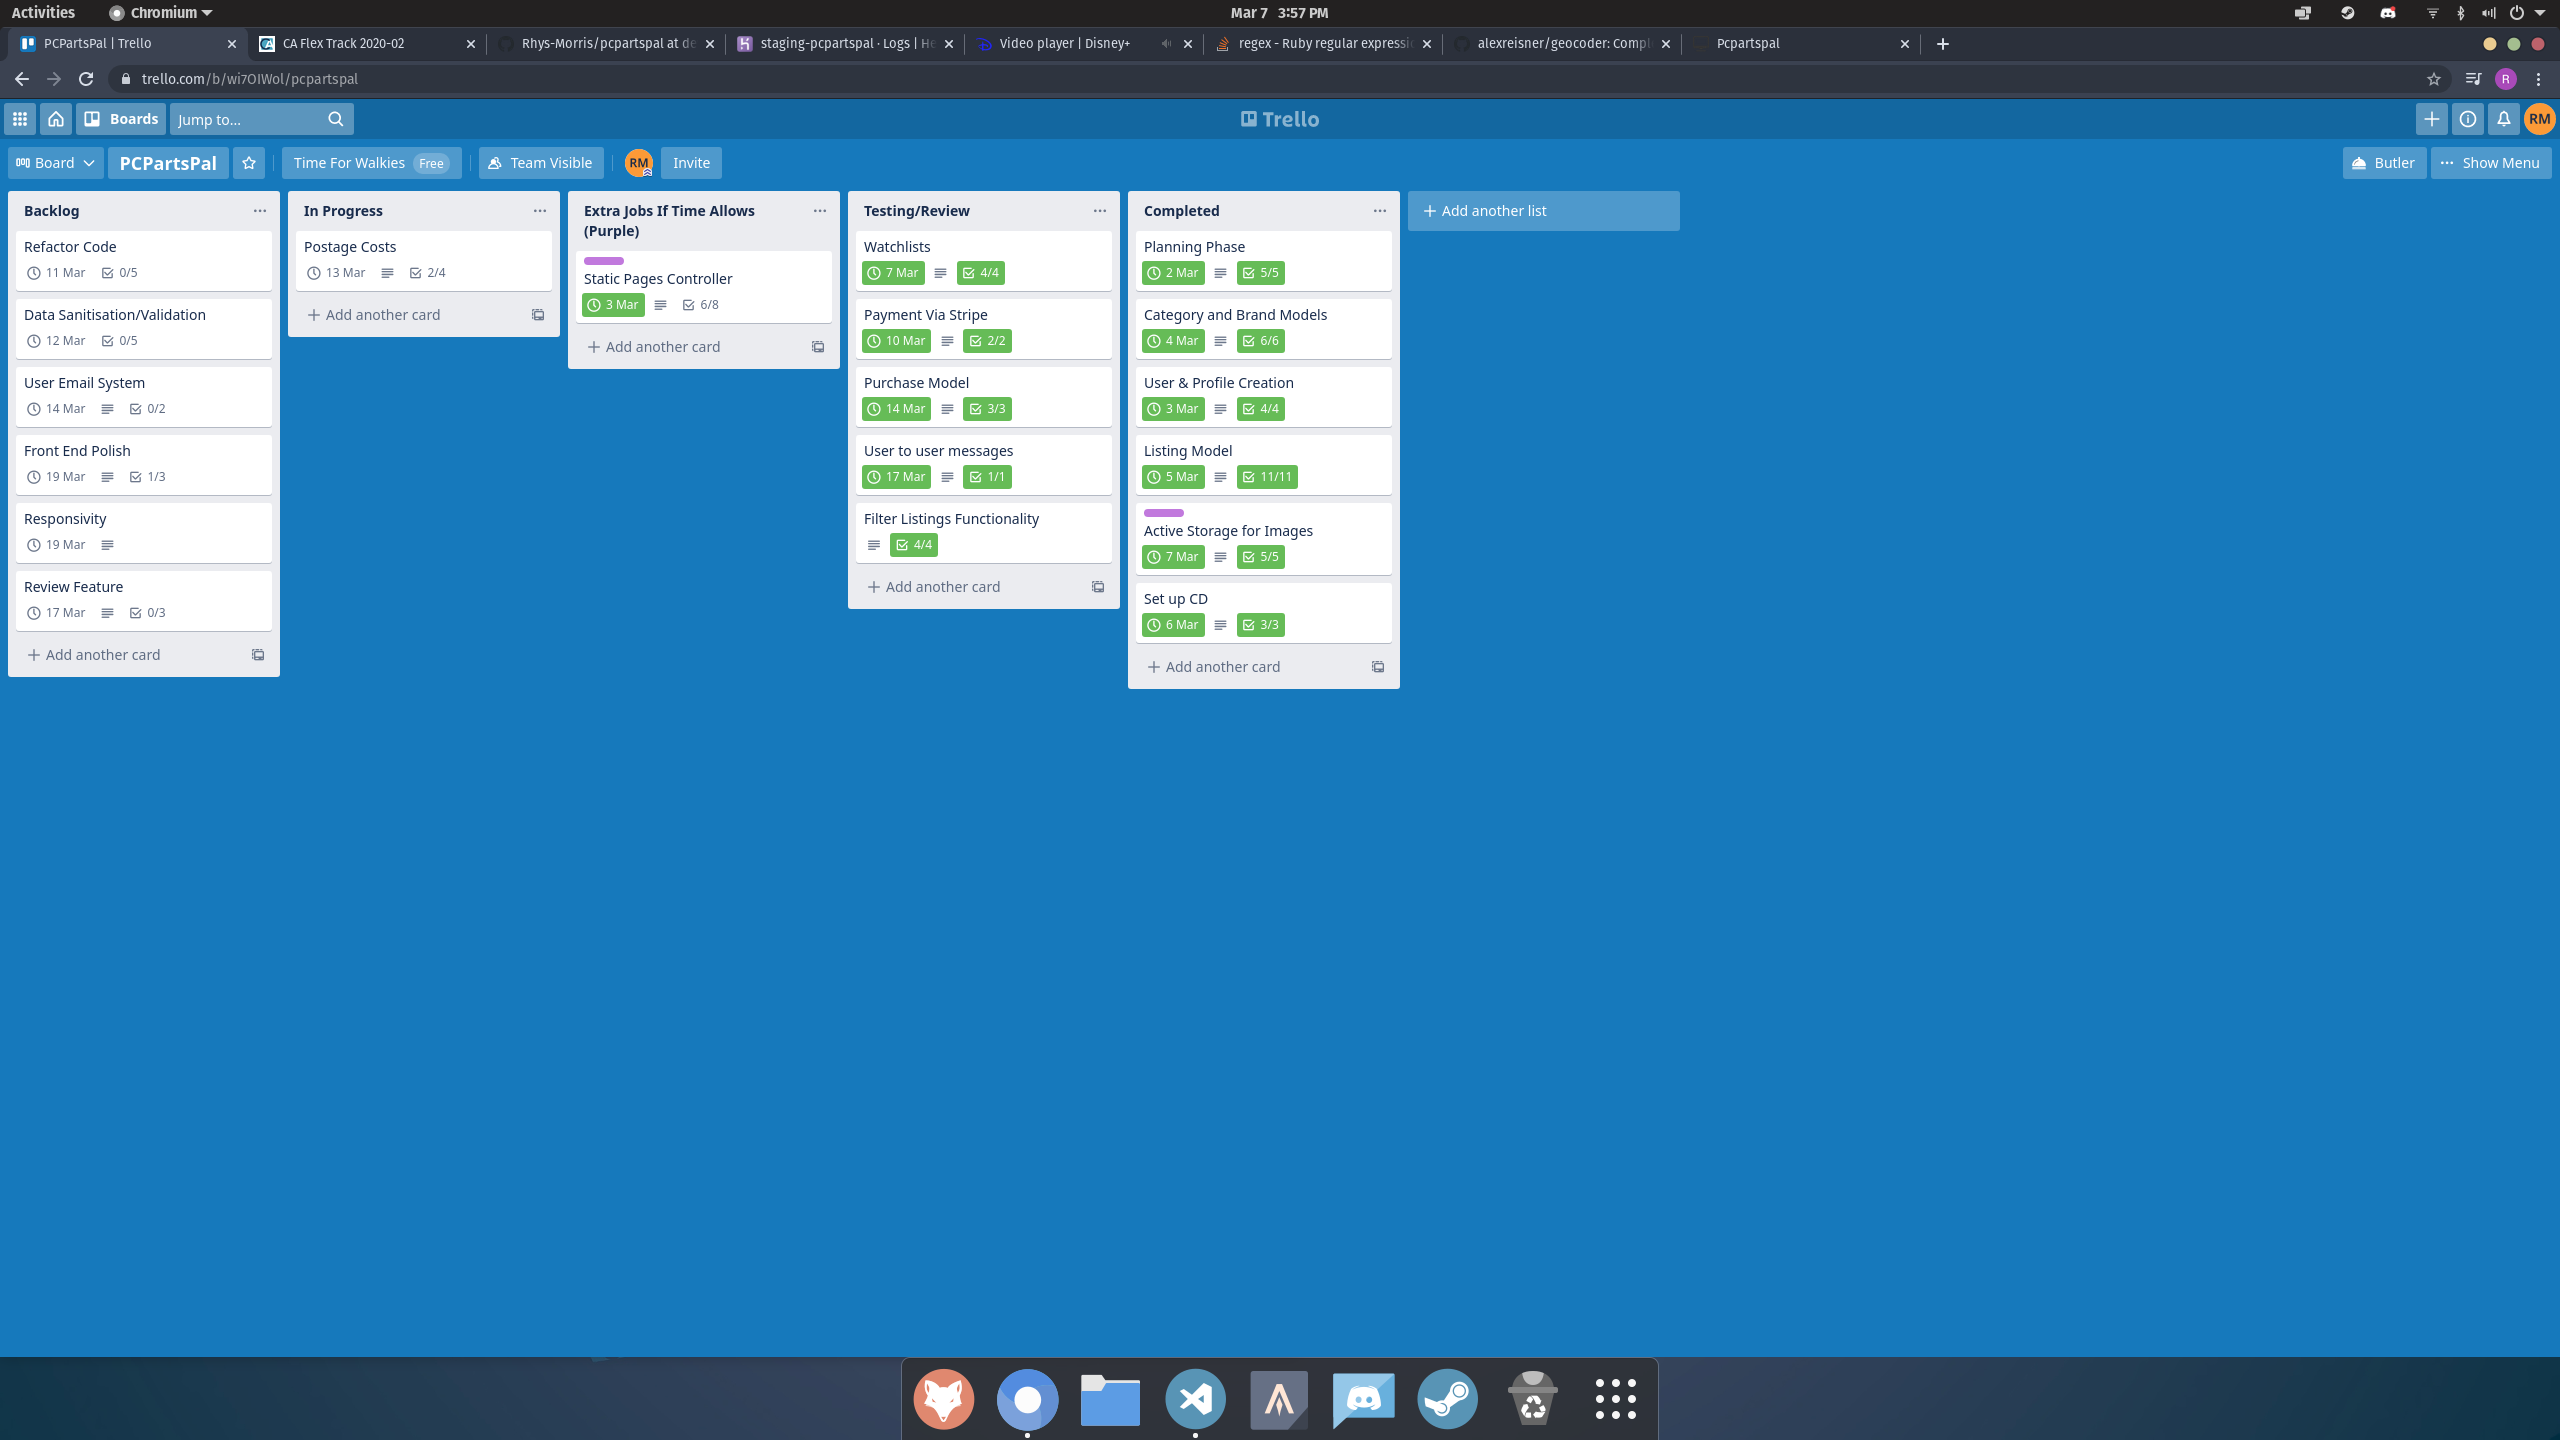 Activities
Chromium
Mar 7 3:57 PM
PCPartsPal | Trello
CA Flex Track 2020-02
Rhys-Morris/pcpartspal at de
staging-pcpartspal · Logs | He
Video player | Disney+
regex - Ruby regular expressio
alexreisner/geocoder: Compl
Pcpartspal
trello.com/b/wi7OIWol/pcpartspal
R
Boards
Jump to...
Trello
RM
Board
PCPartsPal
Time For Walkies Free
Team Visible
RM
Invite
Butler
Show Menu
Backlog
Refactor Code
11 Mar 0/5
Data Sanitisation/Validation
12 Mar 0/5
User Email System
14 Mar 0/2
Front End Polish
19 Mar 1/3
Responsivity
19 Mar
Review Feature
17 Mar 0/3
Add another card
In Progress
Postage Costs
13 Mar 2/4
Add another card
Extra Jobs If Time Allows
(Purple)
Static Pages Controller
3 Mar 6/8
Add another card
Testing/Review
Watchlists
7 Mar 4/4
Payment Via Stripe
10 Mar 2/2
Purchase Model
14 Mar 3/3
User to user messages
17 Mar 1/1
Filter Listings Functionality
4/4
Add another card
Completed
Planning Phase
2 Mar 5/5
Category and Brand Models
4 Mar 6/6
User & Profile Creation
3 Mar 4/4
Listing Model
5 Mar 11/11
Active Storage for Images
7 Mar 5/5
Set up CD
6 Mar 3/3
Add another card
Add another list